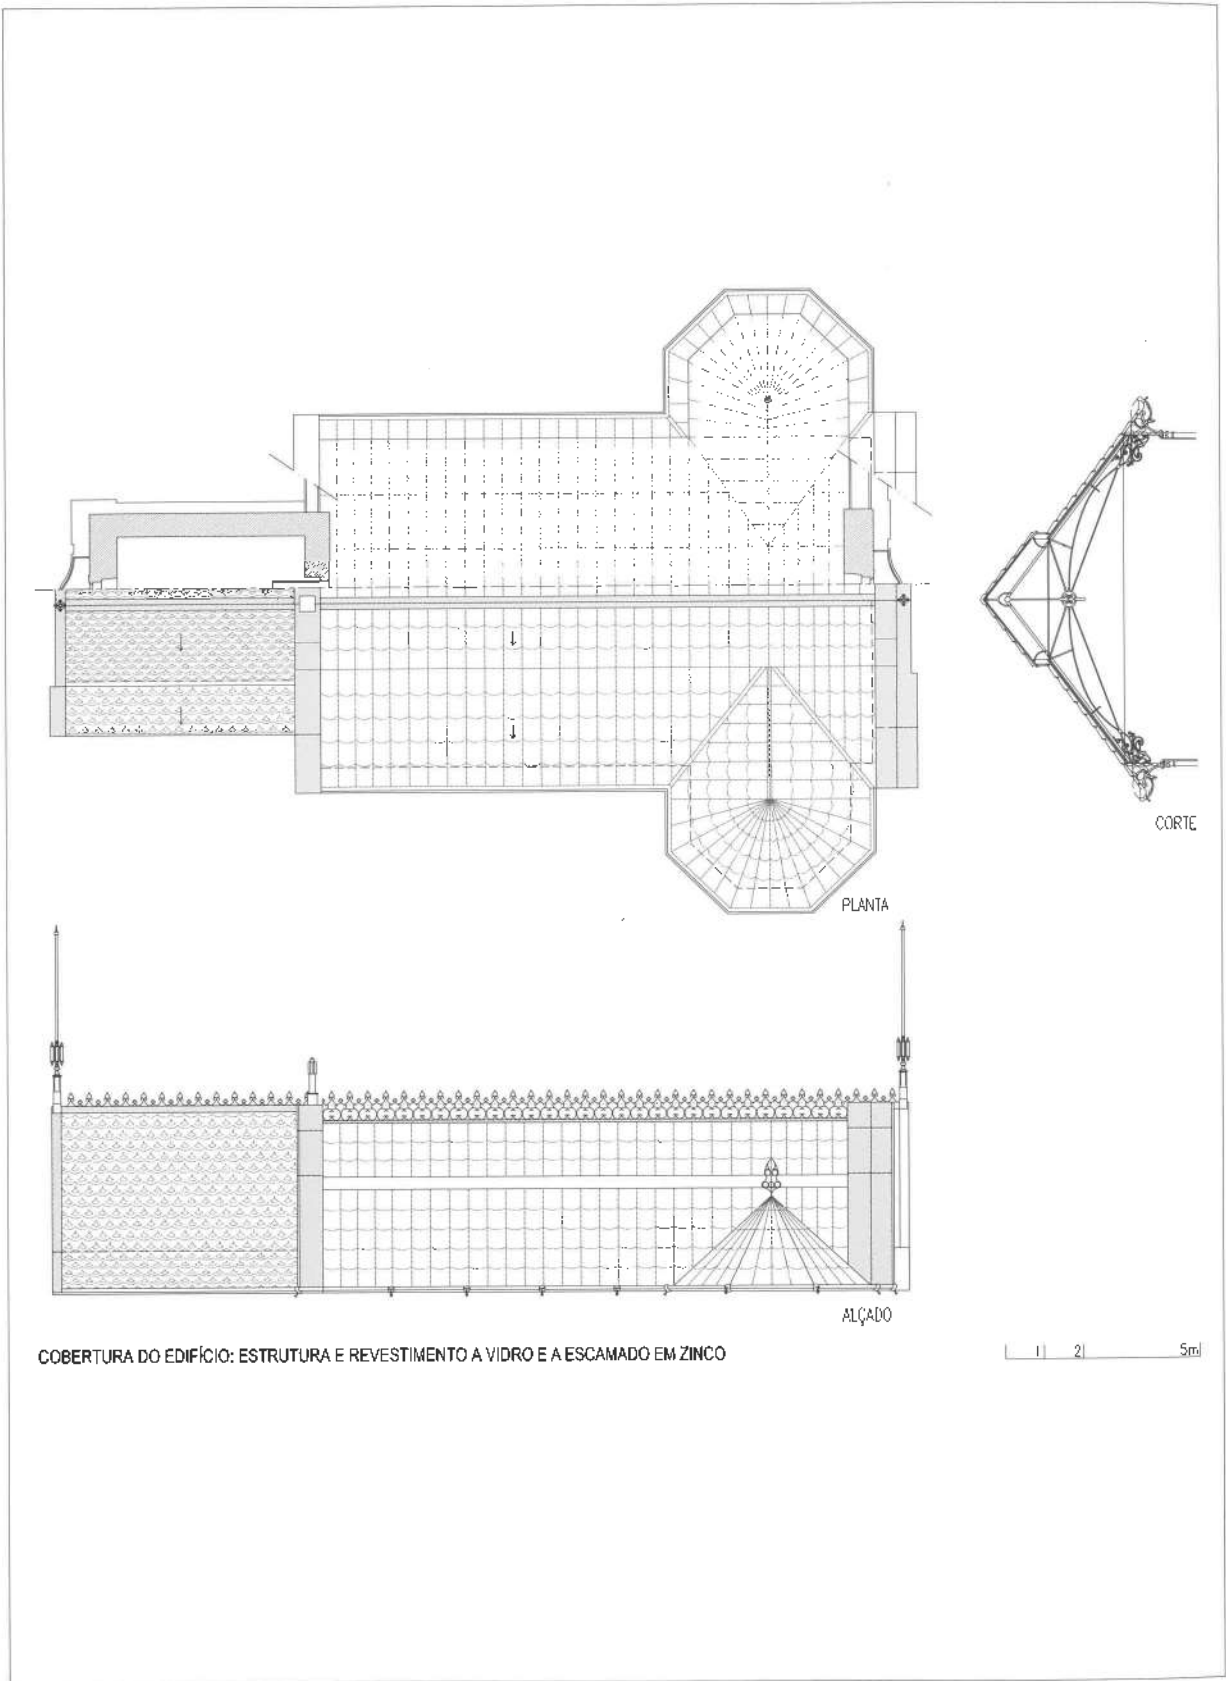 CORTE
PLANTA
ALÇADO
COBERTURA DO EDIFÍCIO: ESTRUTURA E REVESTIMENTO A VIDRO E A ESCAMADO EM ZINCO
1 2 5m